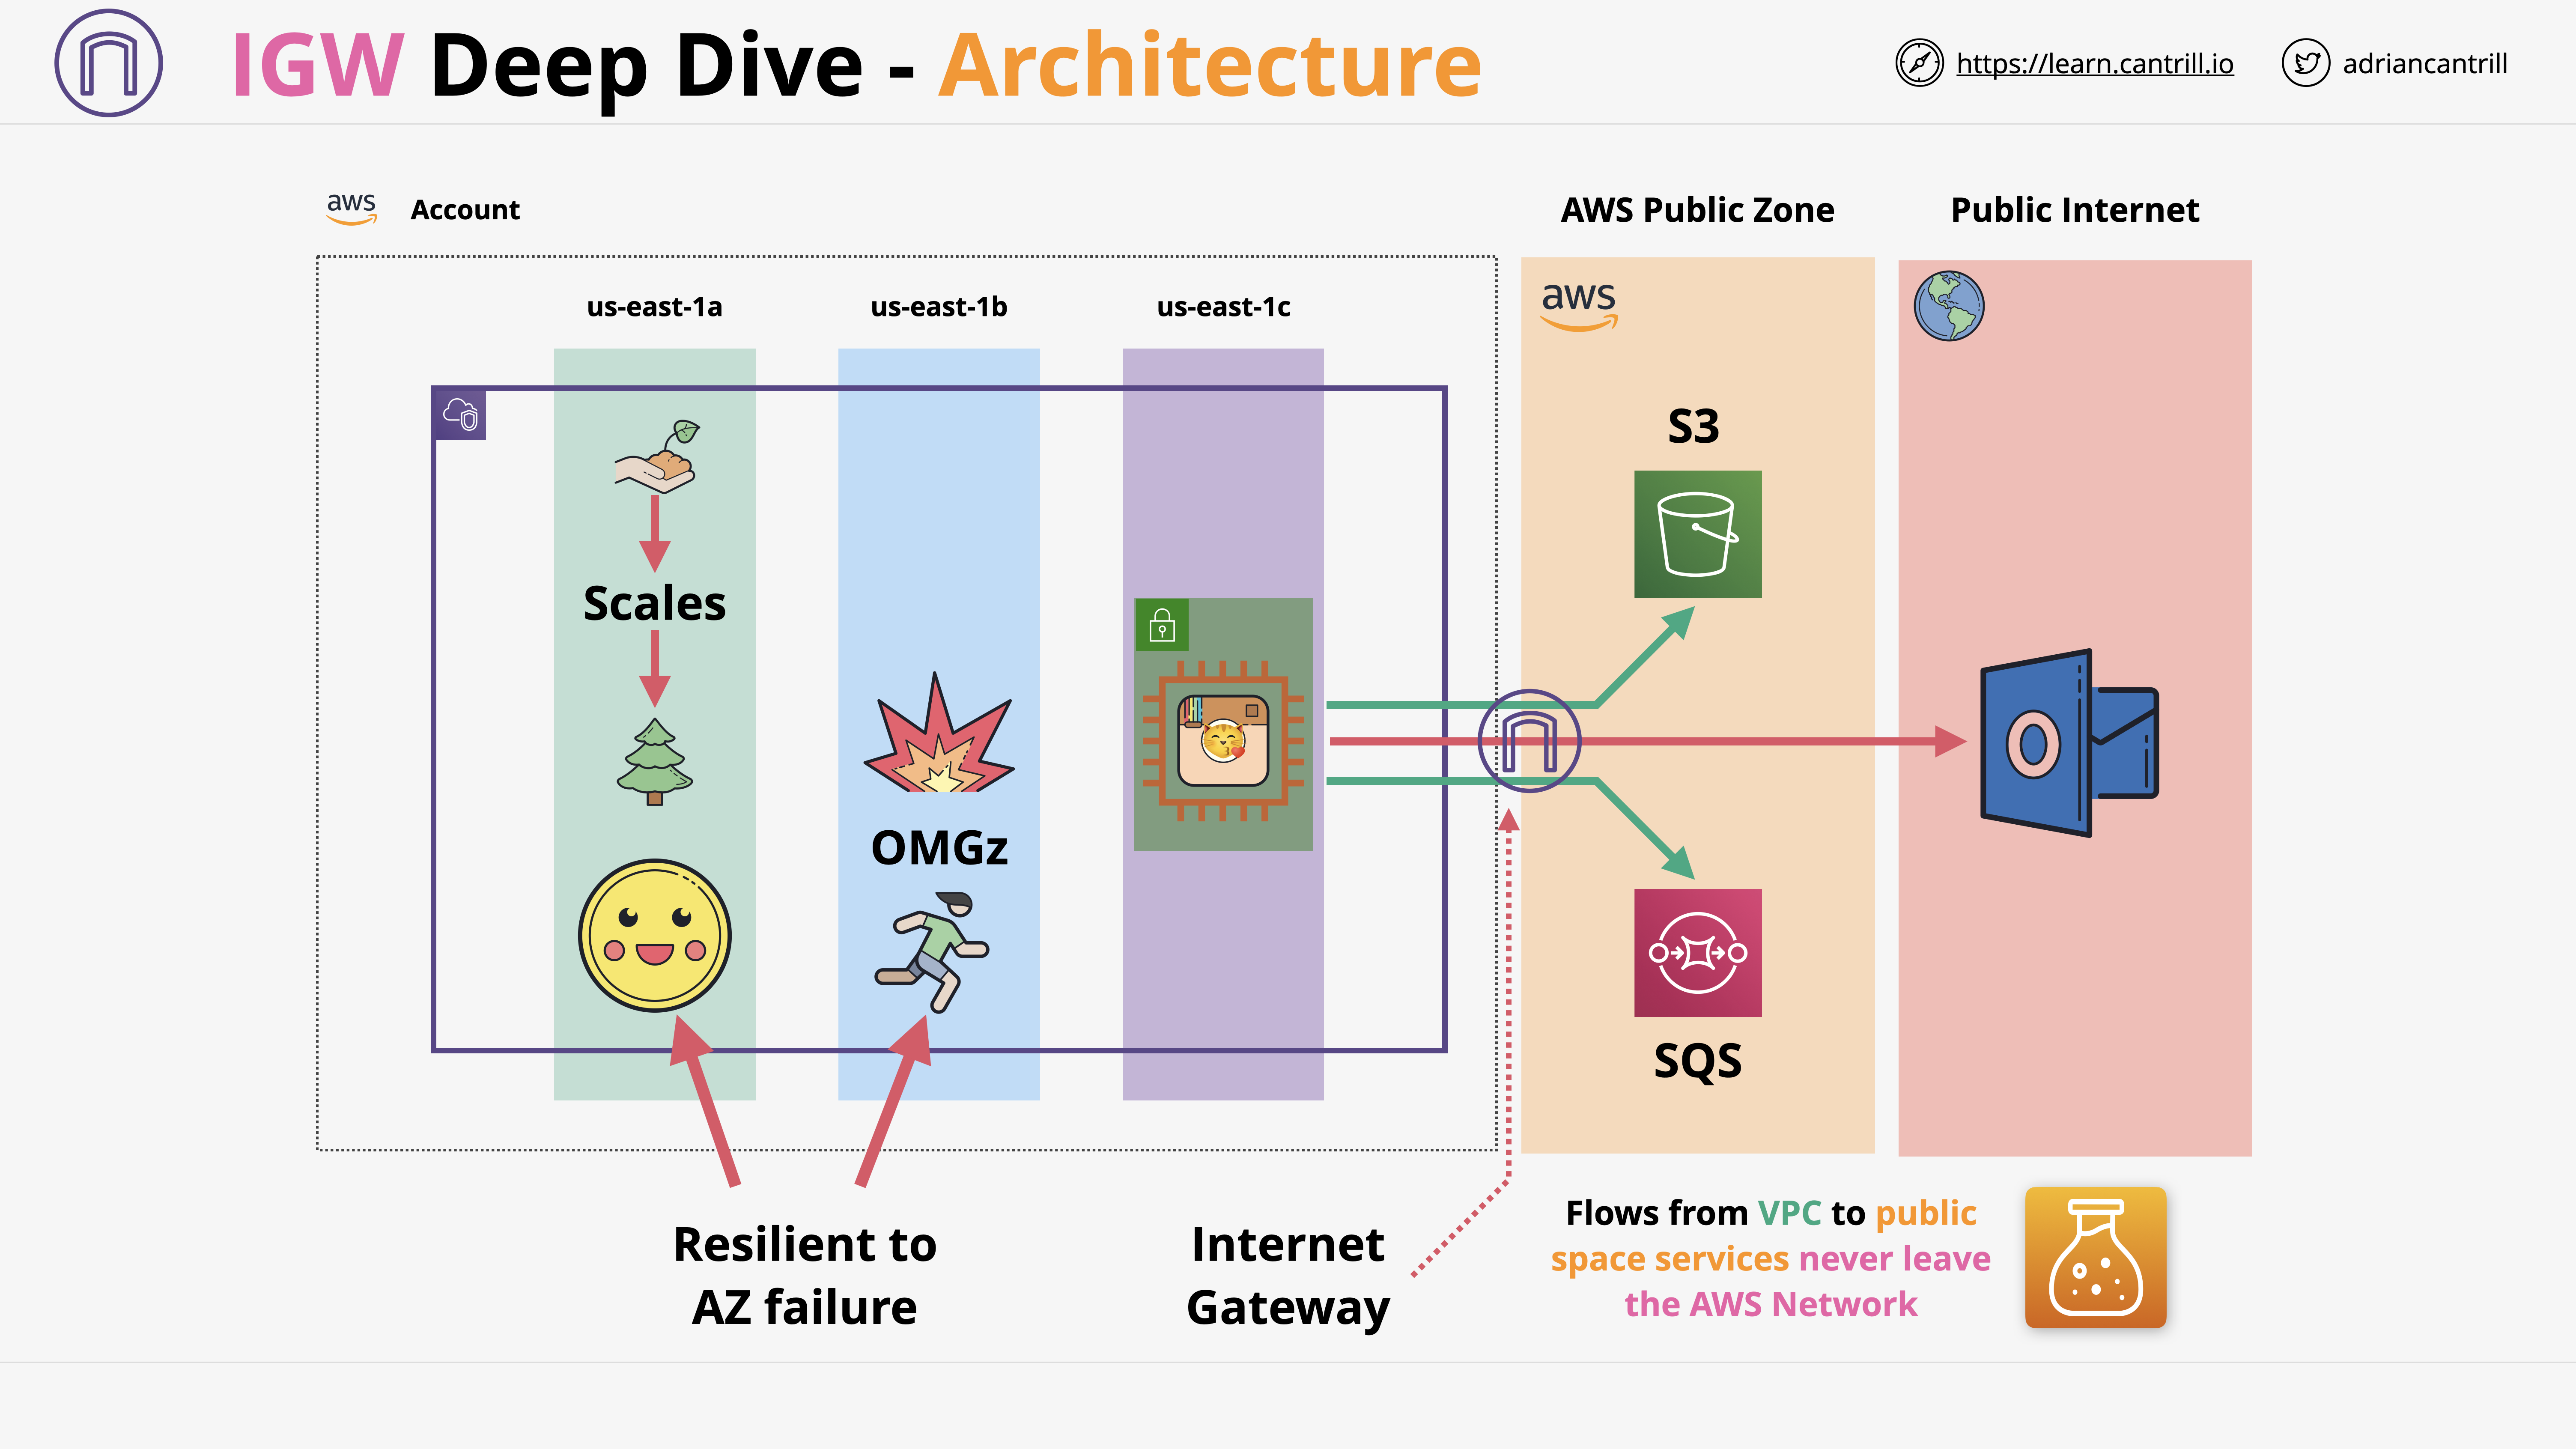 IGW Deep Dive - Architecture
https://learn.cantrill.io
adriancantrill
aws
Account
AWS Public Zone
Public Internet
us-east-1a
us-east-1b
us-east-1c
aws
S3
Scales
OMGz
SQS
Resilient to
AZ failure
Internet
Gateway
Flows from VPC to public
space services never leave
the AWS Network